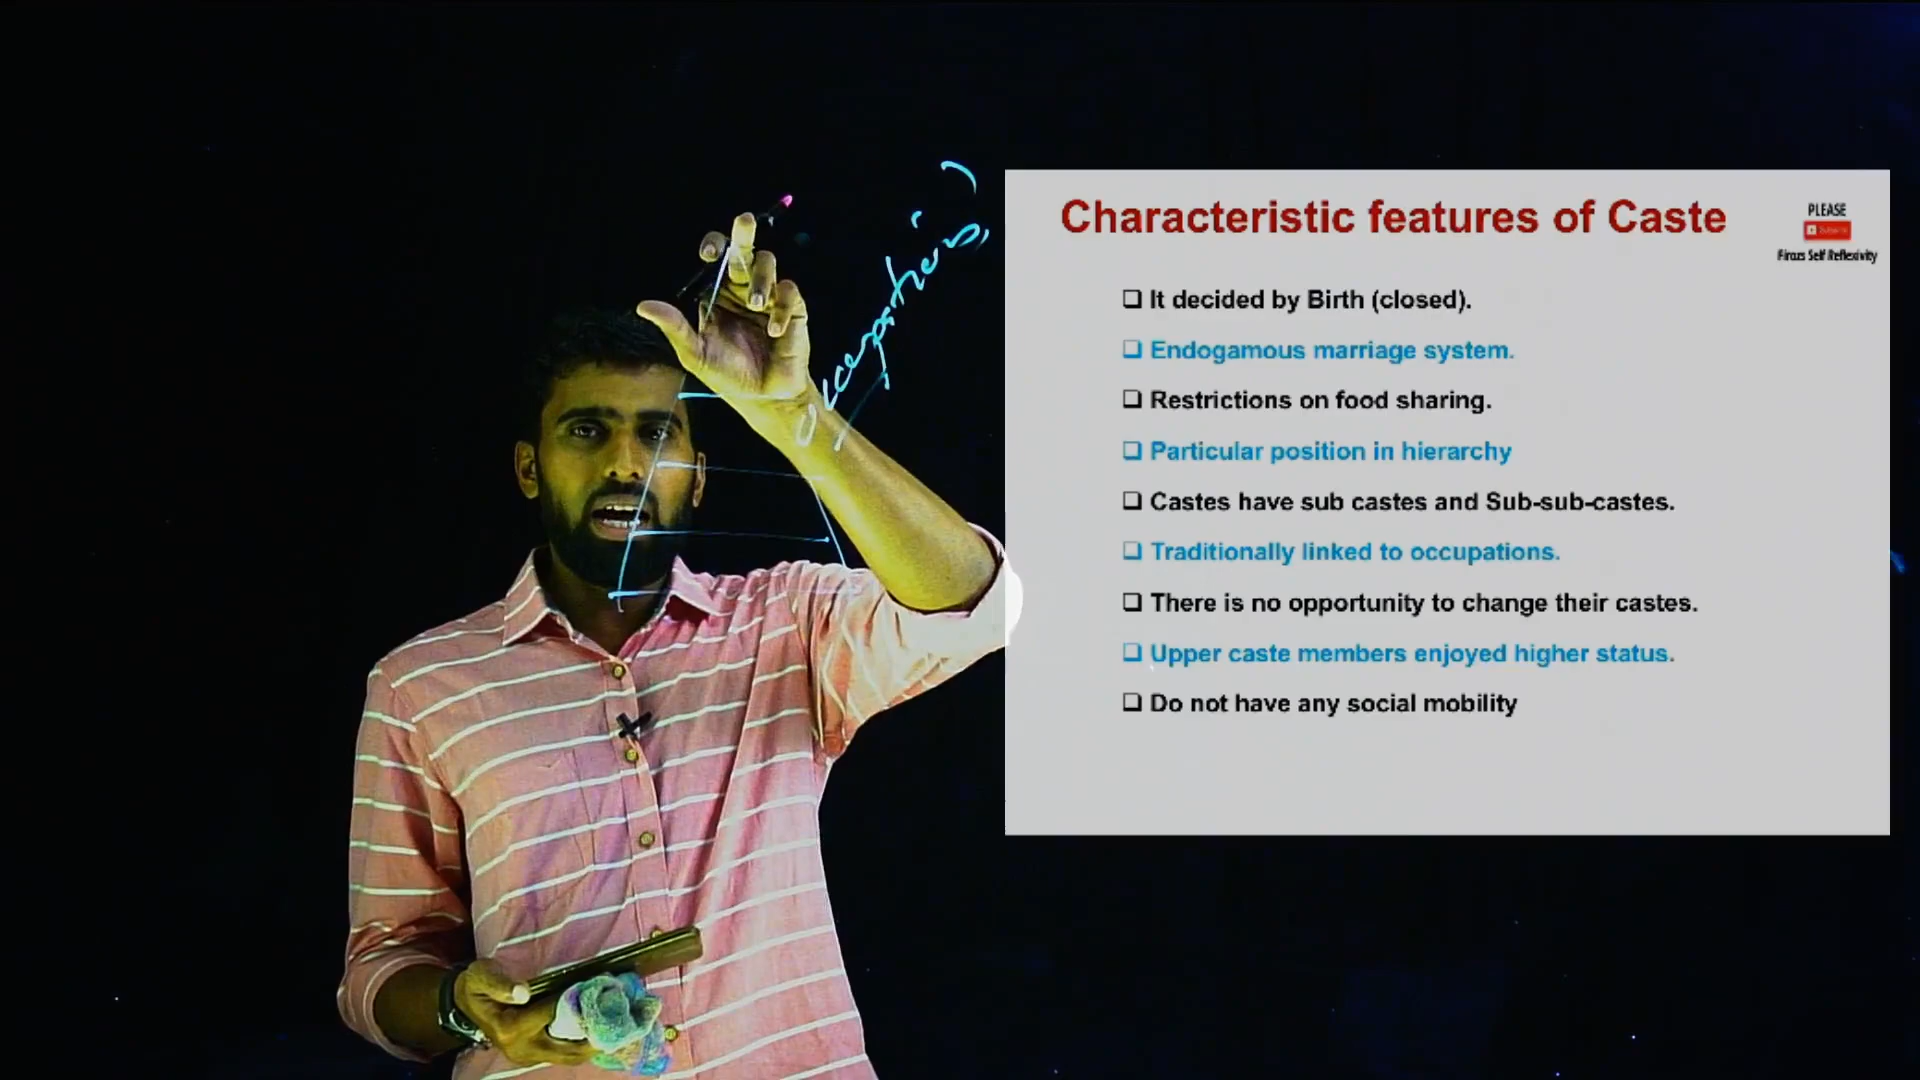 occupations
Characteristic features of Caste
PLEASE
Firozs Self Reflexivity
❑ It decided by Birth (closed).
❑ Endogamous marriage system.
❑ Restrictions on food sharing.
❑ Particular position in hierarchy
❑ Castes have sub castes and Sub-sub-castes.
❑ Traditionally linked to occupations.
❑ There is no opportunity to change their castes.
❑ Upper caste members enjoyed higher status.
❑ Do not have any social mobility